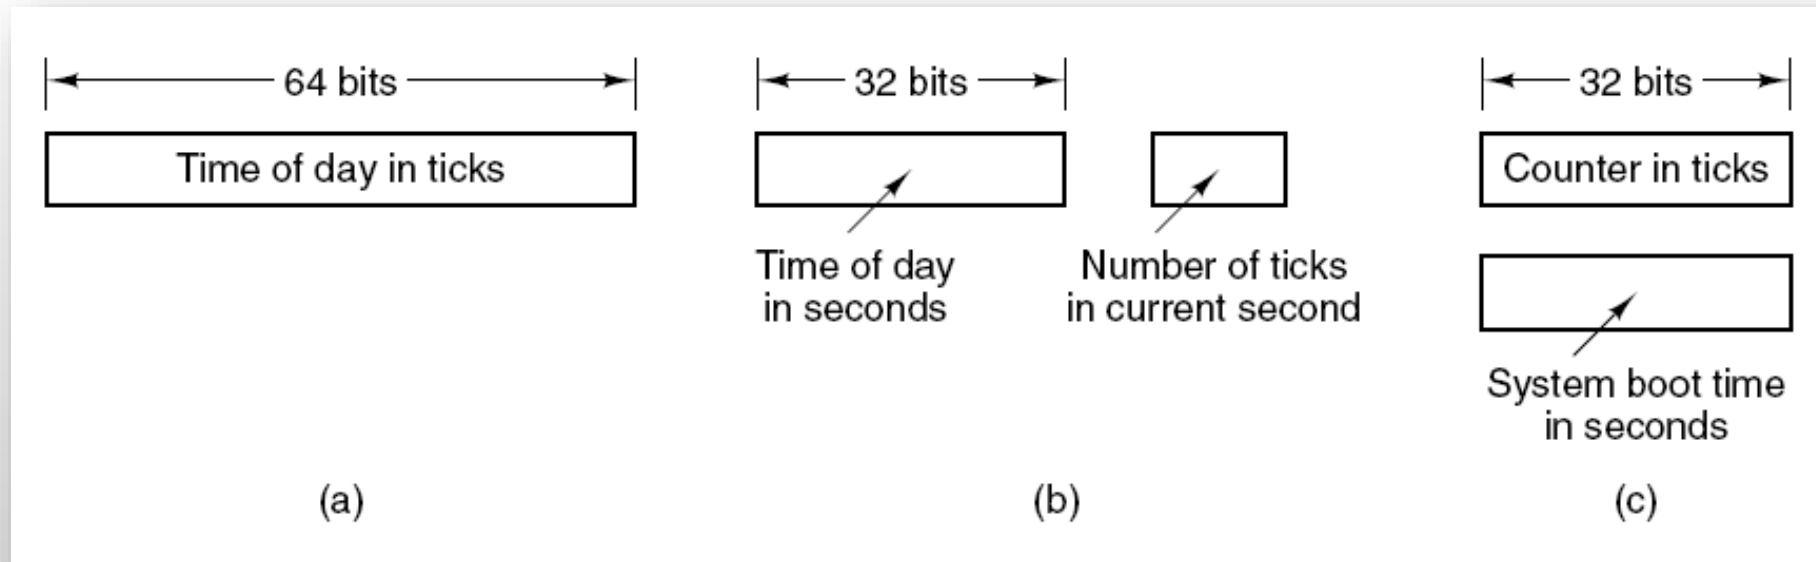 64 bits
Time of day in ticks
(a)
32 bits
Time of day
in seconds
Number of ticks
in current second
(b)
32 bits
Counter in ticks
System boot time
in seconds
(c)